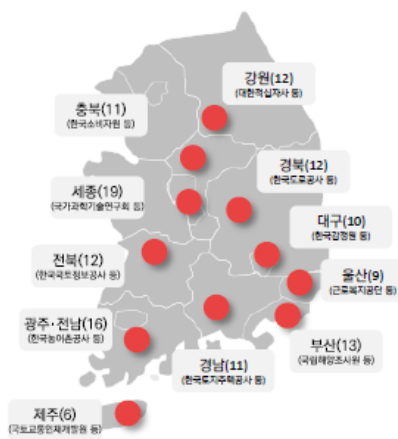 강원(12)
(대한적십자사 등)
충북(11)
(한국소비자원 등)
경북(12)
(한국도로공사 등)
세종(19)
(국가과학기술연구회 등)
대구(10)
(한국감정원 등)
전북(12)
(한국국토정보공사 등)
울산(9)
(근로복지공단 등)
광주·전남(16)
(한국농어촌공사 등)
부산(13)
(국립해양조사원 등)
경남(11)
(한국토지주택공사 등)
제주(6)
(국토교통인재개발원 등)